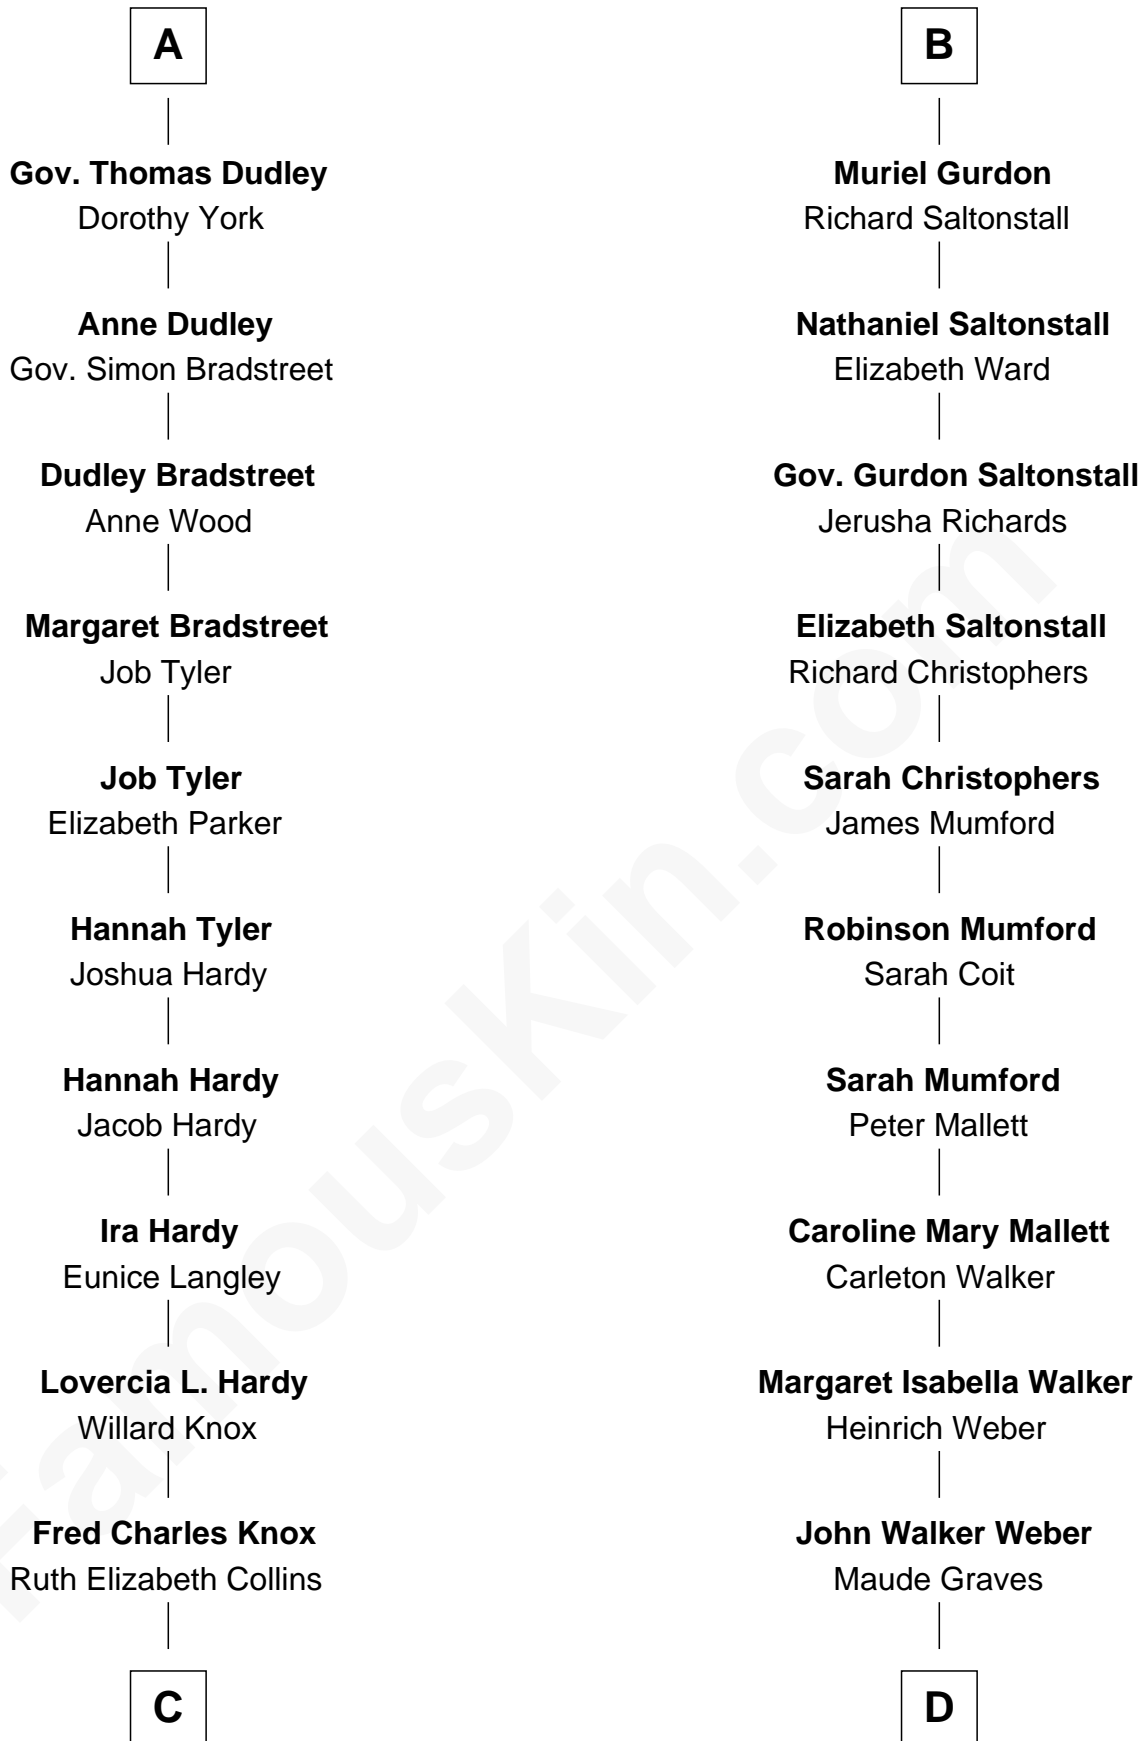 A
Gov. Thomas Dudley
Dorothy York
Anne Dudley
Gov. Simon Bradstreet
Dudley Bradstreet
Anne Wood
Margaret Bradstreet
Job Tyler
Job Tyler
Elizabeth Parker
Hannah Tyler
Joshua Hardy
Hannah Hardy
Jacob Hardy
Ira Hardy
Eunice Langley
Lovercia L. Hardy
Willard Knox
Fred Charles Knox
Ruth Elizabeth Collins
C
B
Muriel Gurdon
Richard Saltonstall
Nathaniel Saltonstall
Elizabeth Ward
Gov. Gurdon Saltonstall
Jerusha Richards
Elizabeth Saltonstall
Richard Christophers
Sarah Christophers
James Mumford
Robinson Mumford
Sarah Coit
Sarah Mumford
Peter Mallett
Caroline Mary Mallett
Carleton Walker
Margaret Isabella Walker
Heinrich Weber
John Walker Weber
Maude Graves
D
FamousKin.com